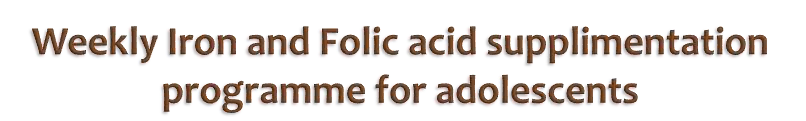 Weekly Iron and Folic acid supplimentation
programme for adolescents